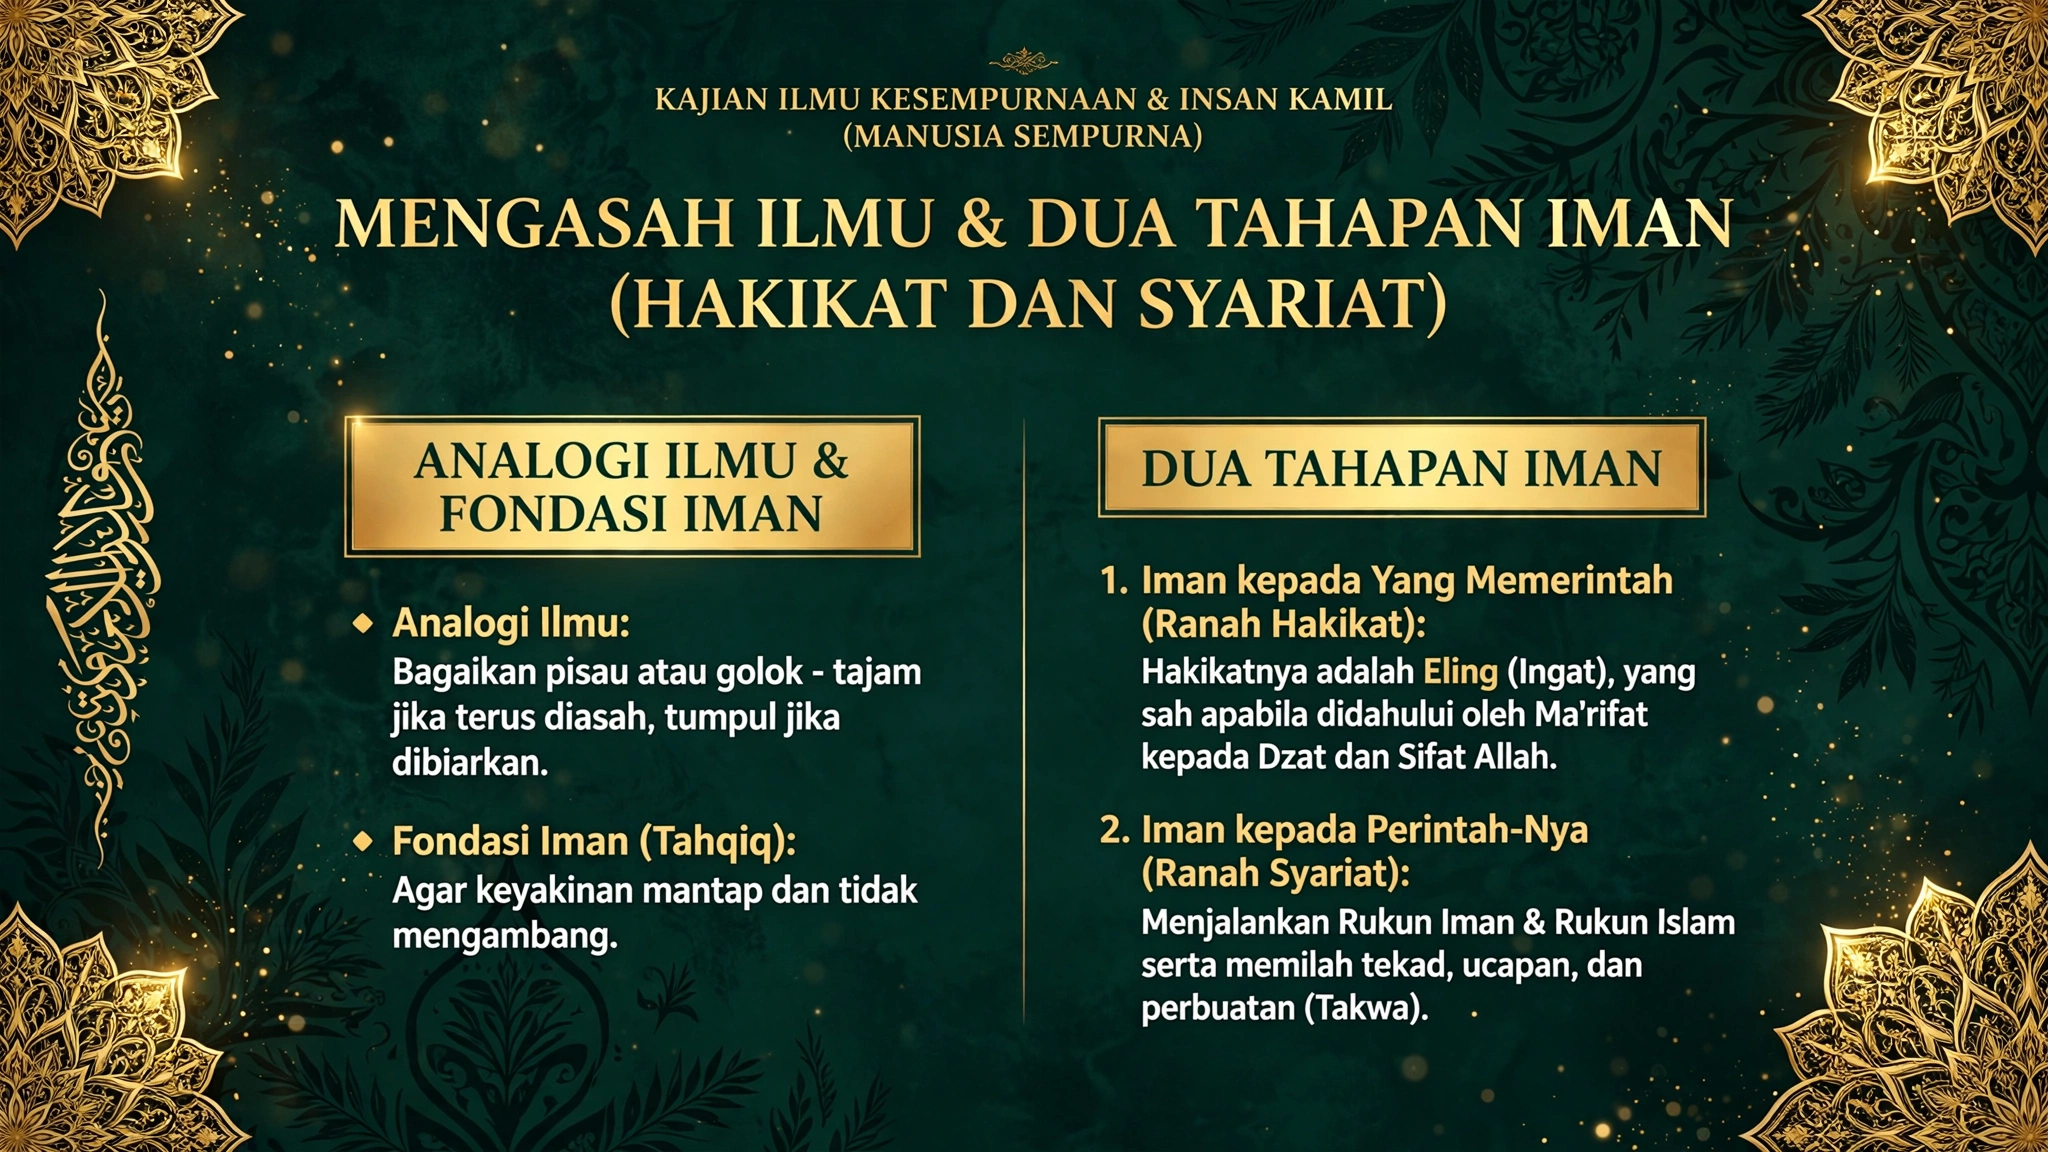 KAJIAN ILMU KESEMPURNAAN & INSAN KAMIL
(MANUSIA SEMPURNA)
MENGASAH ILMU & DUA TAHAPAN IMAN
(HAKIKAT DAN SYARIAT)
ANALOGI ILMU &
FONDASI IMAN
◆ Analogi Ilmu:
Bagaikan pisau atau golok - tajam
jika terus diasah, tumpul jika
dibiarkan.
◆ Fondasi Iman (Tahqiq):
Agar keyakinan mantap dan tidak
mengambang.
DUA TAHAPAN IMAN
1. Iman kepada Yang Memerintah
(Ranah Hakikat):
Hakikatnya adalah Eling (Ingat), yang
sah apabila didahului oleh Ma'rifat
kepada Dzat dan Sifat Allah.
2. Iman kepada Perintah-Nya
(Ranah Syariat):
Menjalankan Rukun Iman & Rukun Islam
serta memilah tekad, ucapan, dan
perbuatan (Takwa).